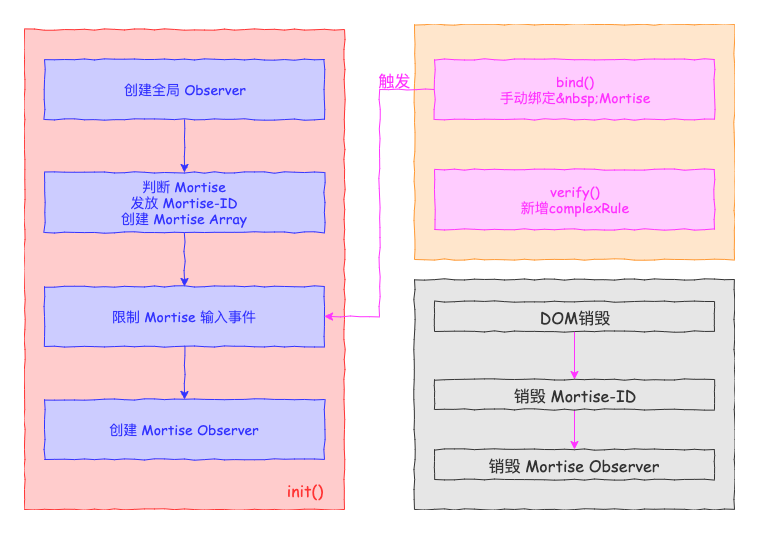 创建全局 Observer
判断 Mortise
发放 Mortise-ID
创建 Mortise Array
限制 Mortise 输入事件
创建 Mortise Observer
init()
触发
bind()
手动绑定&nbsp;Mortise
verify()
新增complexRule
DOM销毁
销毁 Mortise-ID
销毁 Mortise Observer